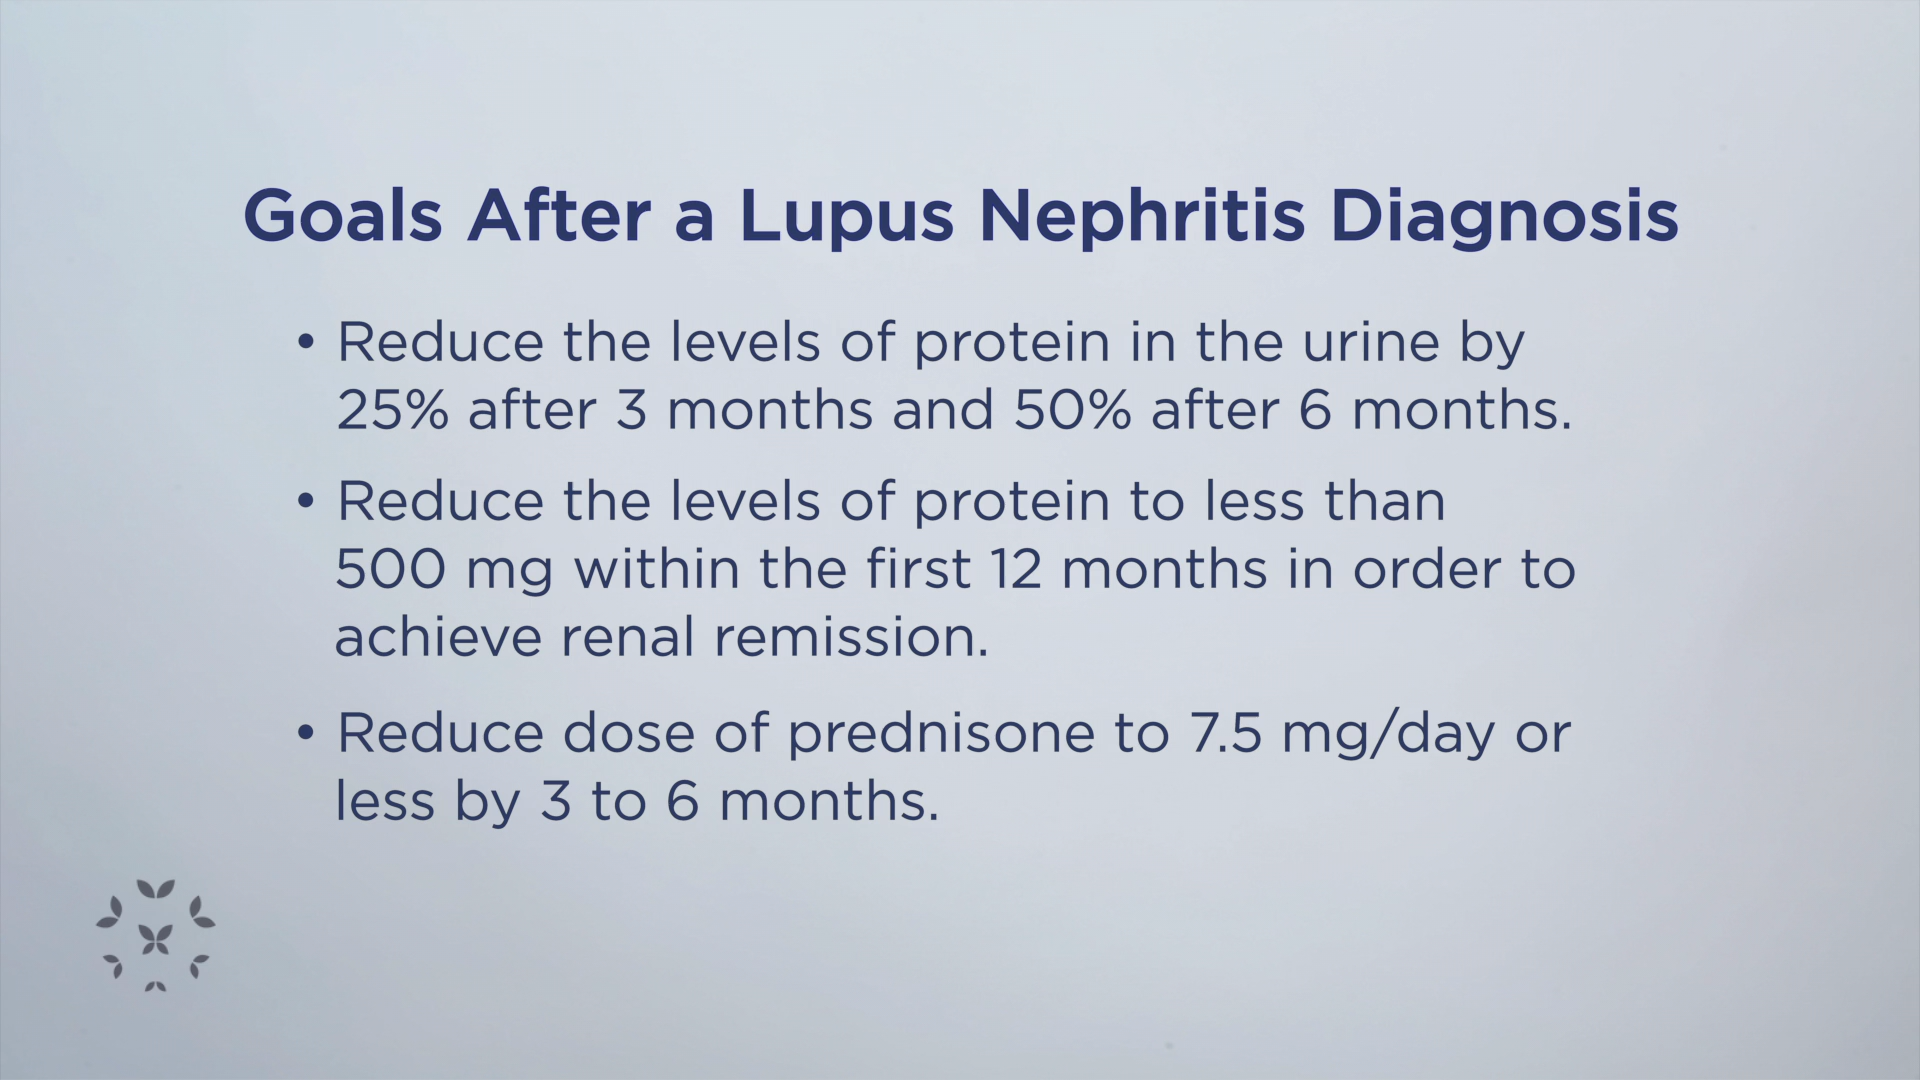 Goals After a Lupus Nephritis Diagnosis
• Reduce the levels of protein in the urine by
25% after 3 months and 50% after 6 months.
• Reduce the levels of protein to less than
500 mg within the first 12 months in order to
achieve renal remission.
• Reduce dose of prednisone to 7.5 mg/day or
less by 3 to 6 months.